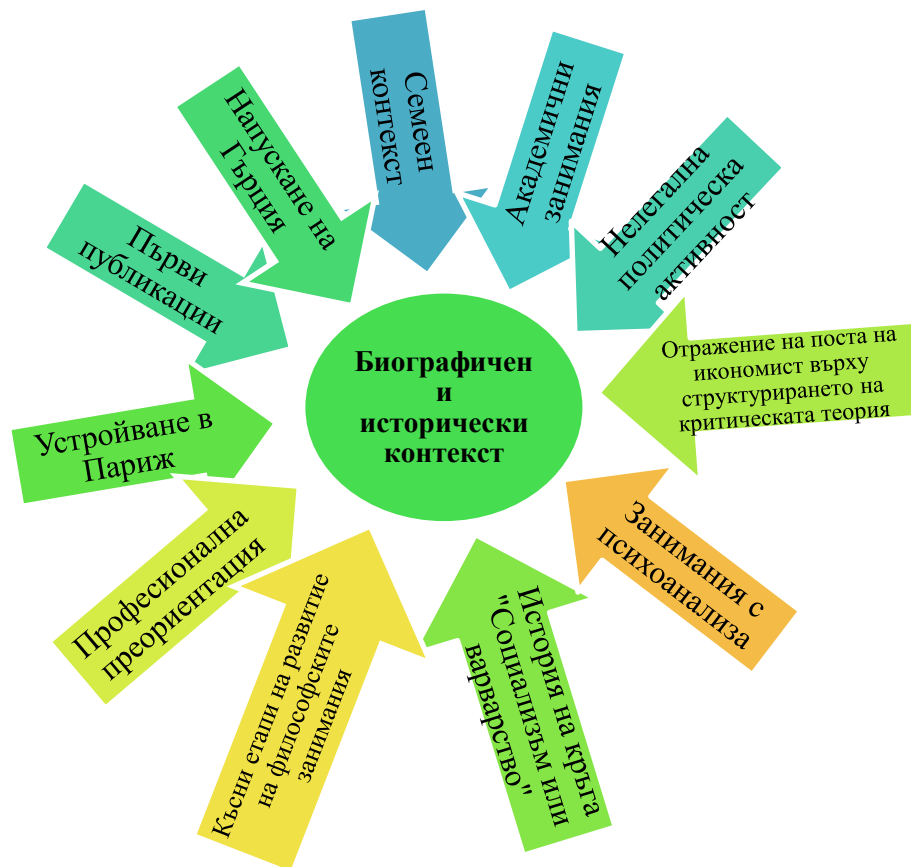 Семеен
контекст
Академични
занимания
Нелегална
политическа
активност
Отражение на поста на
икономист върху
структурирането на
критическата теория
Занимания с
психоанализа
История на кръга
"Социализъм или
варварство"
Късни етапи на развитие
на философските
занимания
Професионална
преориентация
Устройване в
Париж
Първи
публикации
Напускане на
Гърция
Биографичен
и
исторически
контекст